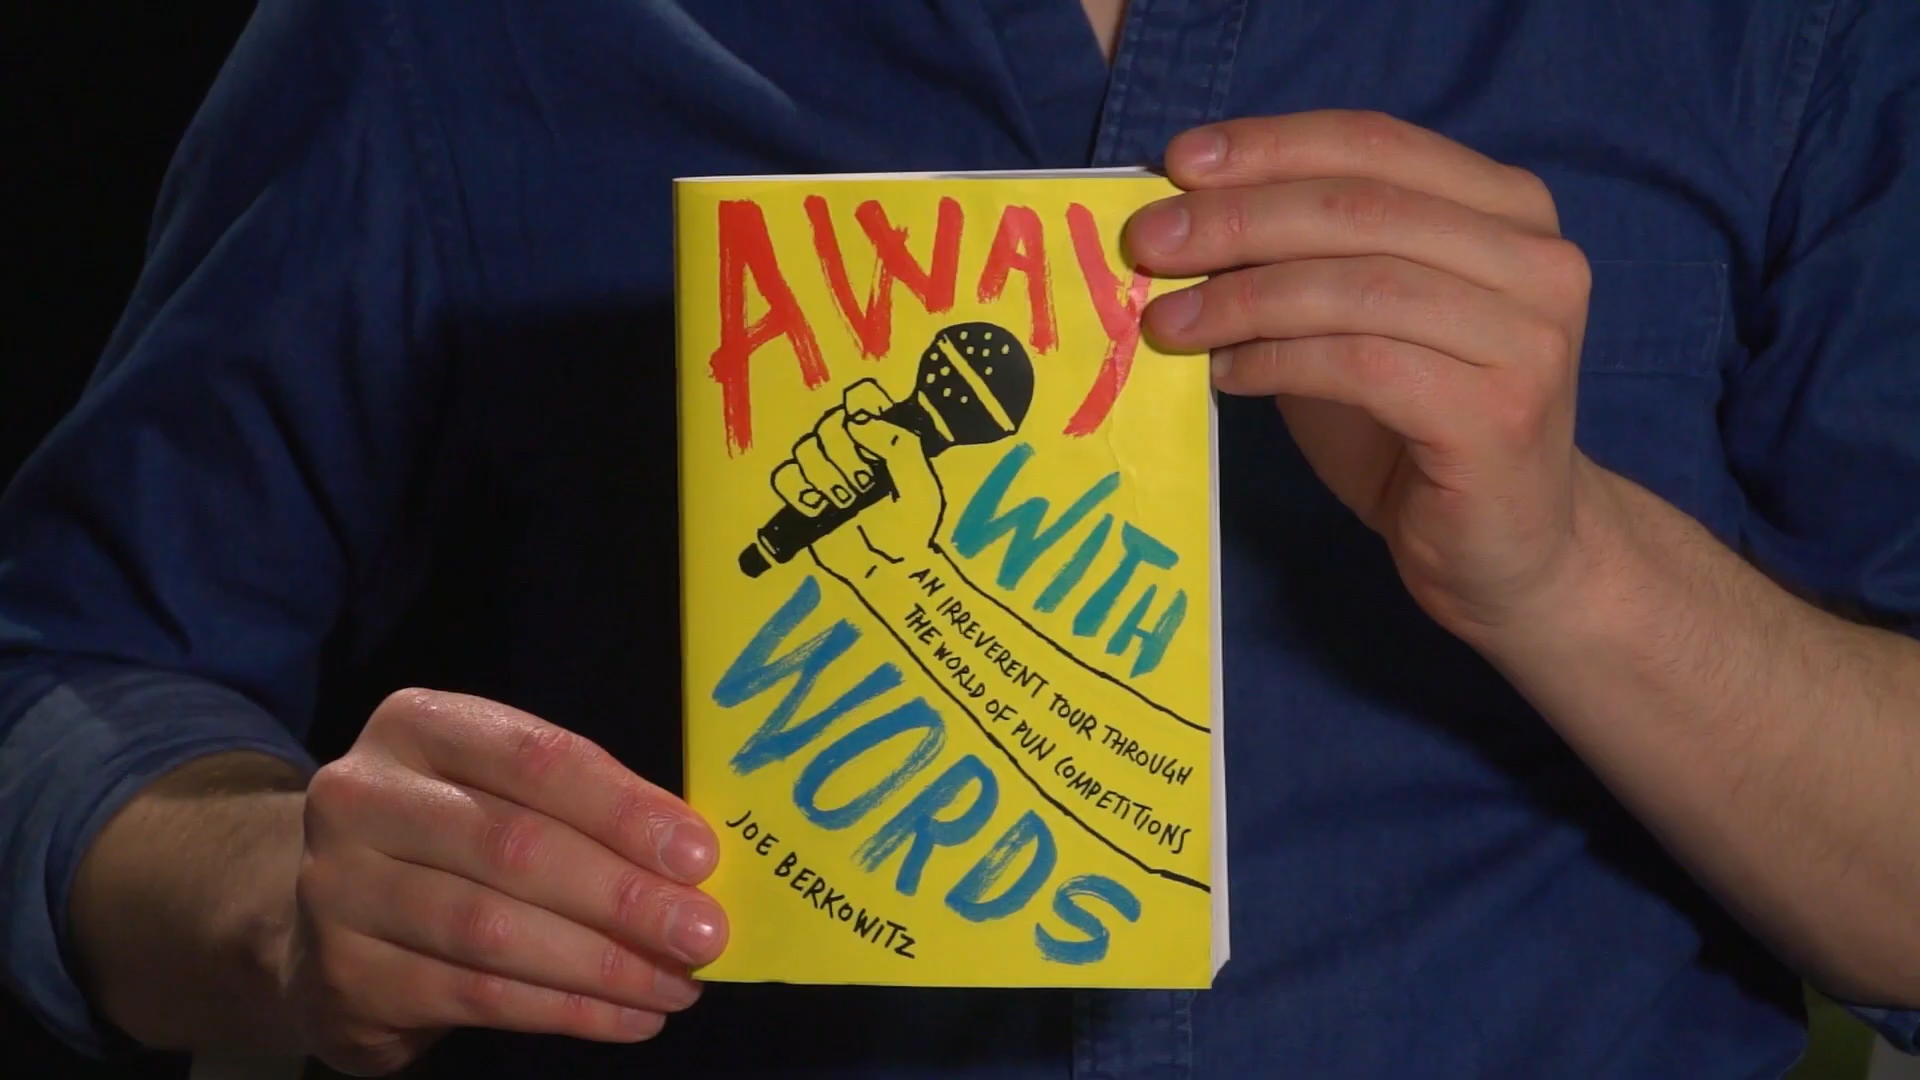 AWAY
WITH
WORDS
AN IRREVERENT TOUR THROUGH
THE WORLD OF PUN COMPETITIONS
JOE BERKOWITZ